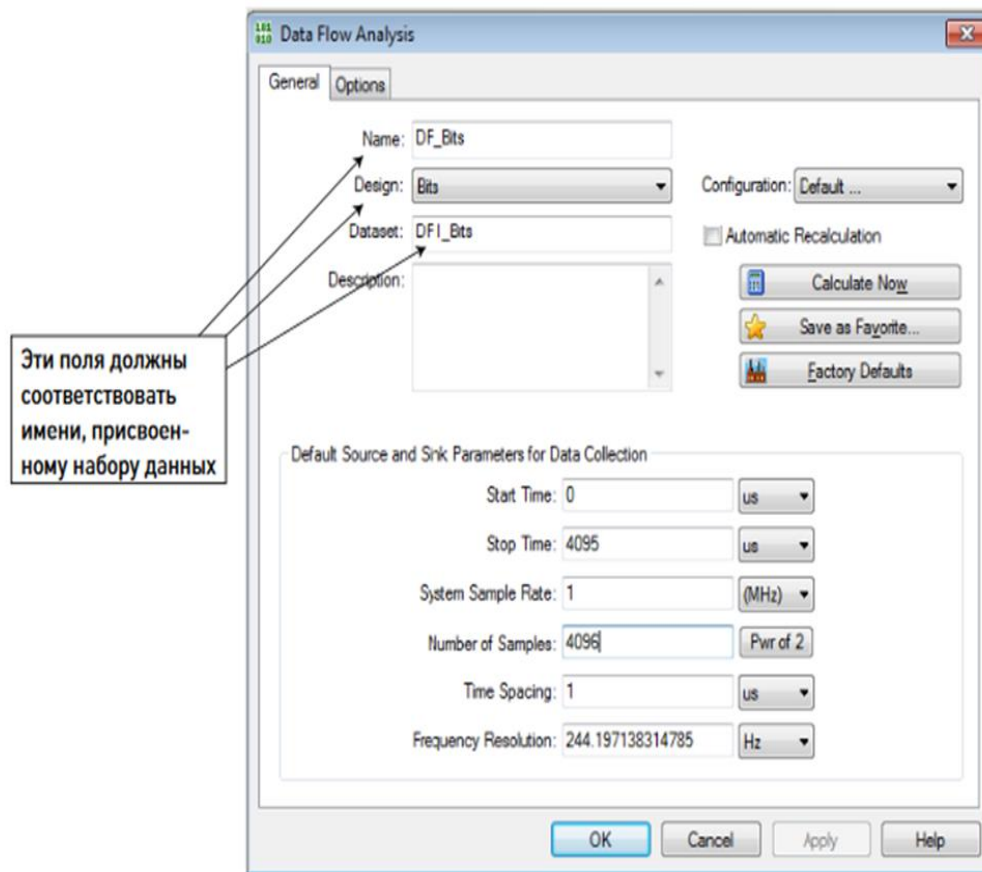 Data Flow Analysis
General
Options
Name: DF_Bits
Design: Bits
Configuration: Default ...
Dataset: DF1_Bits
Automatic Recalculation
Description:
Calculate Now
Save as Favorite...
Factory Defaults
Эти поля должны
соответствовать
имени, присвоен-
ному набору данных
Default Source and Sink Parameters for Data Collection
Start Time: 0 us
Stop Time: 4095 us
System Sample Rate: 1 (MHz)
Number of Samples: 4096 Pwr of 2
Time Spacing: 1 us
Frequency Resolution: 244.197138314785 Hz
OK
Cancel
Apply
Help